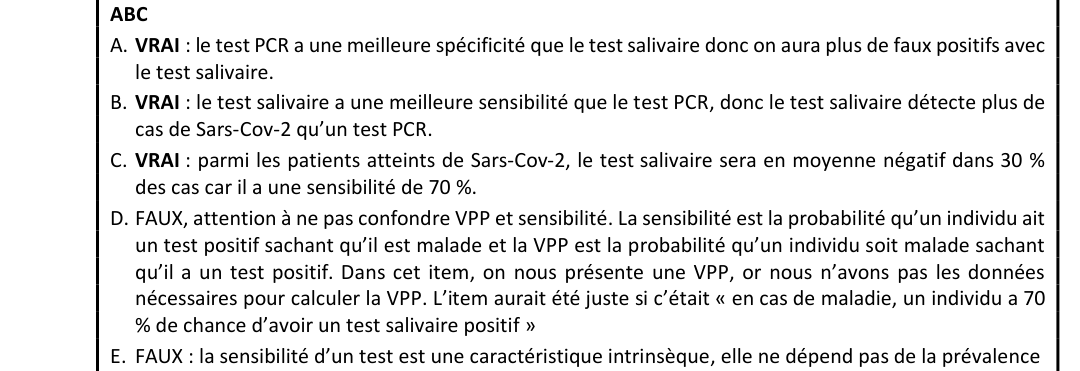 ABC
A. VRAI : le test PCR a une meilleure spécificité que le test salivaire donc on aura plus de faux positifs avec
le test salivaire.
B. VRAI : le test salivaire a une meilleure sensibilité que le test PCR, donc le test salivaire détecte plus de
cas de Sars-Cov-2 qu’un test PCR.
C. VRAI : parmi les patients atteints de Sars-Cov-2, le test salivaire sera en moyenne négatif dans 30 %
des cas car il a une sensibilité de 70 %.
D. FAUX, attention à ne pas confondre VPP et sensibilité. La sensibilité est la probabilité qu’un individu ait
un test positif sachant qu’il est malade et la VPP est la probabilité qu’un individu soit malade sachant
qu’il a un test positif. Dans cet item, on nous présente une VPP, or nous n’avons pas les données
nécessaires pour calculer la VPP. L’item aurait été juste si c’était « en cas de maladie, un individu a 70
% de chance d’avoir un test salivaire positif »
E. FAUX : la sensibilité d’un test est une caractéristique intrinsèque, elle ne dépend pas de la prévalence